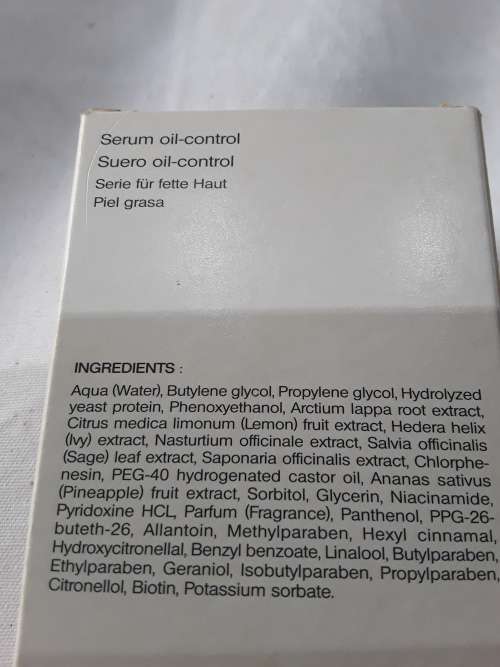 Serum oil-control
Suero oil-control
Serie für fette Haut
Piel grasa
INGREDIENTS :
Aqua (Water), Butylene glycol, Propylene glycol, Hydrolyzed
yeast protein, Phenoxyethanol, Arctium lappa root extract,
Citrus medica limonum (Lemon) fruit extract, Hedera helix
(Ivy) extract, Nasturtium officinale extract, Salvia officinalis
(Sage) leaf extract, Saponaria officinalis extract, Chlorphe-
nesin, PEG-40 hydrogenated castor oil, Ananas sativus
(Pineapple) fruit extract, Sorbitol, Glycerin, Niacinamide,
Pyridoxine HCL, Parfum (Fragrance), Panthenol, PPG-26-
buteth-26, Allantoin, Methylparaben, Hexyl cinnamal,
Hydroxycitronellal, Benzyl benzoate, Linalool, Butylparaben,
Ethylparaben, Geraniol, Isobutylparaben, Propylparaben,
Citronellol, Biotin, Potassium sorbate.